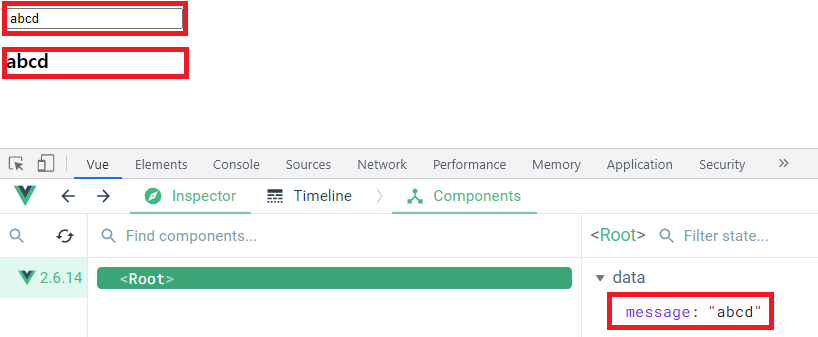 abcd
abcd
Vue Elements Console Sources Network Performance Memory Application Security »
Inspector Timeline Components
Find components... <Root> Filter state...
2.6.14 <Root> data
message: "abcd"